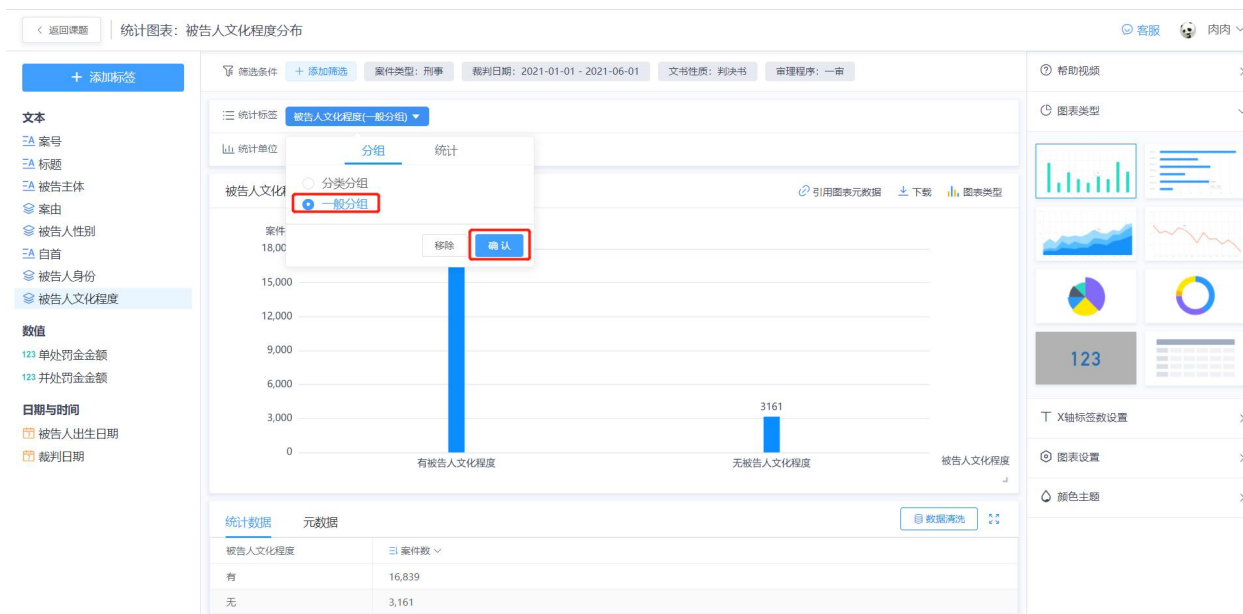 返回课题 统计图表：被告人文化程度分布 客服 肉肉
添加标签
文本
案号
标题
被告主体
案由
被告人性别
自首
被告人身份
被告人文化程度
数值
123 单处罚金金额
123 并处罚金金额
日期与时间
被告人出生日期
裁判日期
筛选条件 + 添加筛选 案件类型：刑事 裁判日期：2021-01-01 - 2021-06-01 文书性质：判决书 审理程序：一审
统计标签 被告人文化程度(一般分组)
统计单位
分组 统计
分类分组
一般分组
移除 确认
被告人文化 引用图表元数据 下载 图表类型
案件
18,00
15,000
12,000
9,000
6,000
3,000
0
3161
有被告人文化程度 无被告人文化程度 被告人文化程度
统计数据 元数据 数据清洗
被告人文化程度 案件数
有 16,839
无 3,161
帮助视频
图表类型
123
X轴标签数设置
图表设置
颜色主题